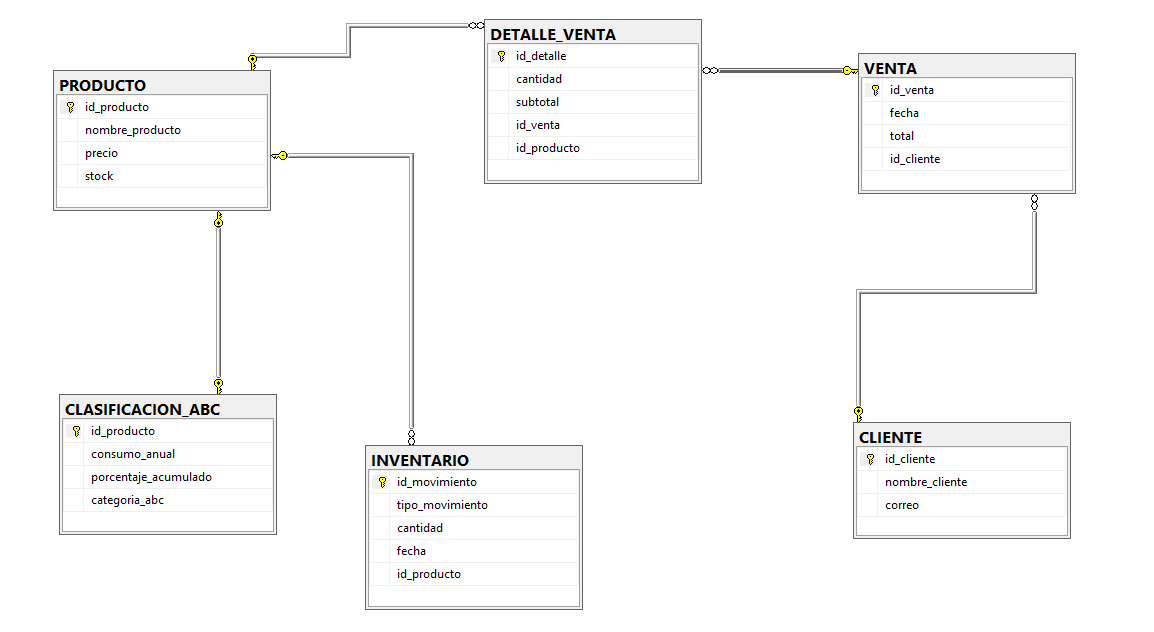 PRODUCTO
id_producto
nombre_producto
precio
stock
DETALLE_VENTA
id_detalle
cantidad
subtotal
id_venta
id_producto
VENTA
id_venta
fecha
total
id_cliente
CLASIFICACION_ABC
id_producto
consumo_anual
porcentaje_acumulado
categoria_abc
INVENTARIO
id_movimiento
tipo_movimiento
cantidad
fecha
id_producto
CLIENTE
id_cliente
nombre_cliente
correo